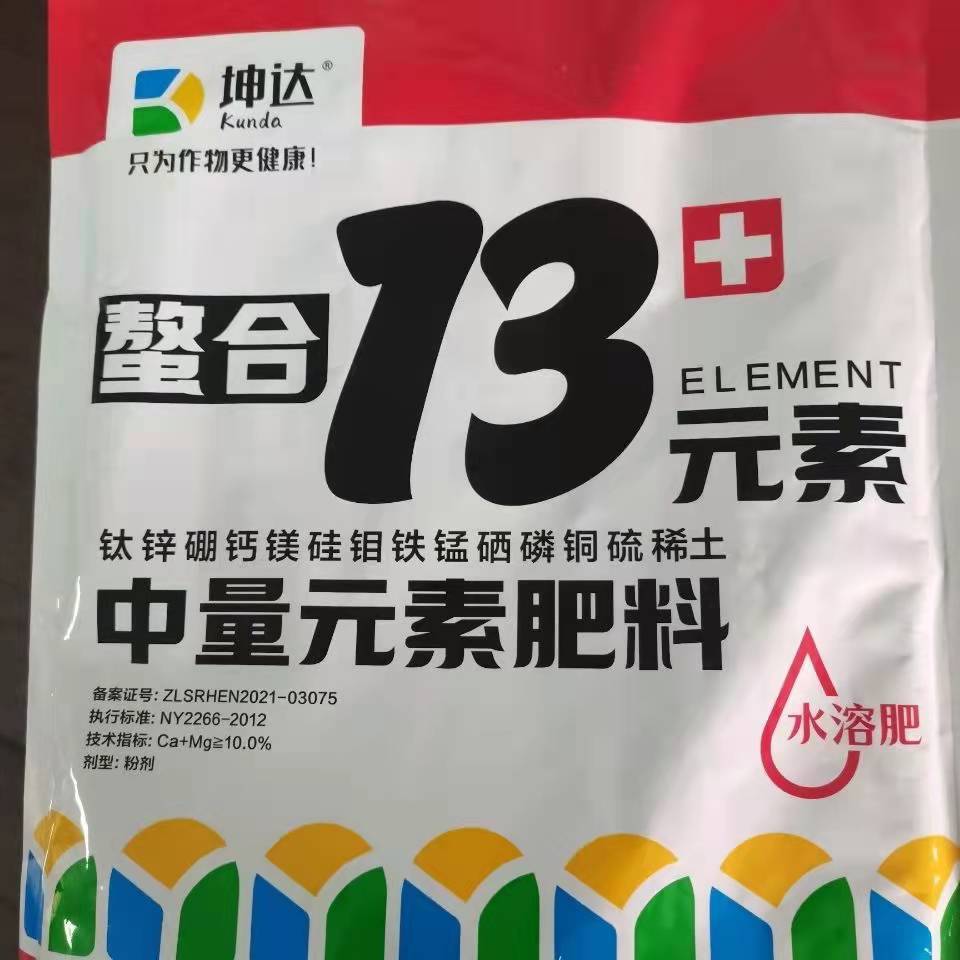 坤达®
Kunda
只为作物更健康!
螯合13+
ELEMENT
元素
钛锌硼钙镁硅钼铁锰硒磷铜硫稀土
中量元素肥料
备案证号: ZLSRHEN2021-03075
执行标准: NY2266-2012
技术指标: Ca+Mg≧10.0%
剂型: 粉剂
水溶肥